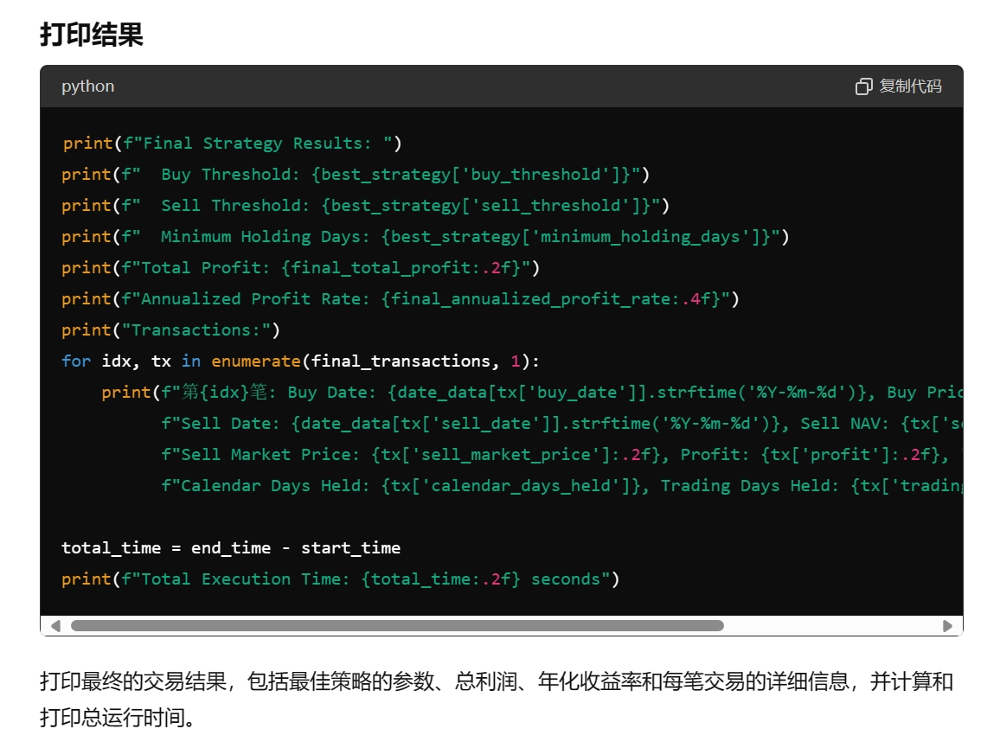 打印结果
python
复制代码
print(f"Final Strategy Results: ")
print(f"  Buy Threshold: {best_strategy['buy_threshold']}")
print(f"  Sell Threshold: {best_strategy['sell_threshold']}")
print(f"  Minimum Holding Days: {best_strategy['minimum_holding_days']}")
print(f"Total Profit: {final_total_profit:.2f}")
print(f"Annualized Profit Rate: {final_annualized_profit_rate:.4f}")
print("Transactions:")
for idx, tx in enumerate(final_transactions, 1):
    print(f"第{idx}笔: Buy Date: {date_data[tx['buy_date']].strftime('%Y-%m-%d')}, Buy
          f"Sell Date: {date_data[tx['sell_date']].strftime('%Y-%m-%d')}, Sell NAV: {tx['
          f"Sell Market Price: {tx['sell_market_price']:.2f}, Profit: {tx['profit']:.2f},
          f"Calendar Days Held: {tx['calendar_days_held']}, Trading Days Held: {tx['trading
total_time = end_time - start_time
print(f"Total Execution Time: {total_time:.2f} seconds")
打印最终的交易结果，包括最佳策略的参数、总利润、年化收益率和每笔交易的详细信息，并计算和
打印总运行时间。